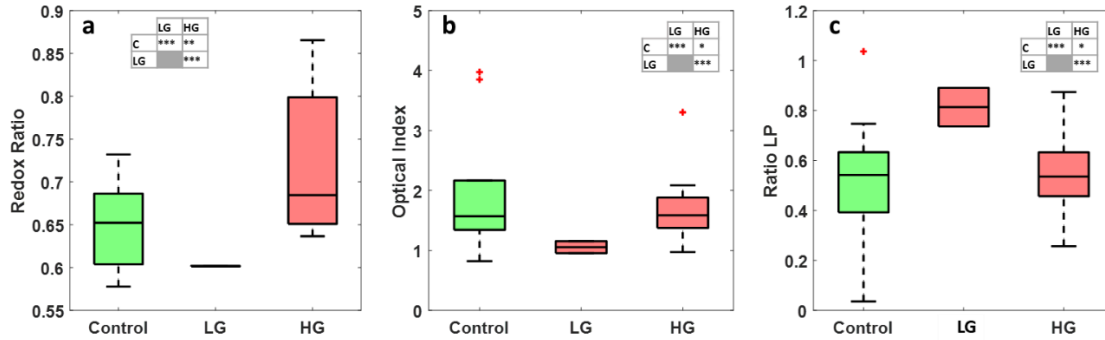 a
LG HG
C *** **
LG ***
Redox Ratio
0.9
0.85
0.8
0.75
0.7
0.65
0.6
0.55
Control LG HG
b
LG HG
C *** *
LG ***
Optical Index
5
4
3
2
1
0
Control LG HG
c
LG HG
C *** *
LG ***
Ratio LP
1.2
1
0.8
0.6
0.4
0.2
0
Control LG HG